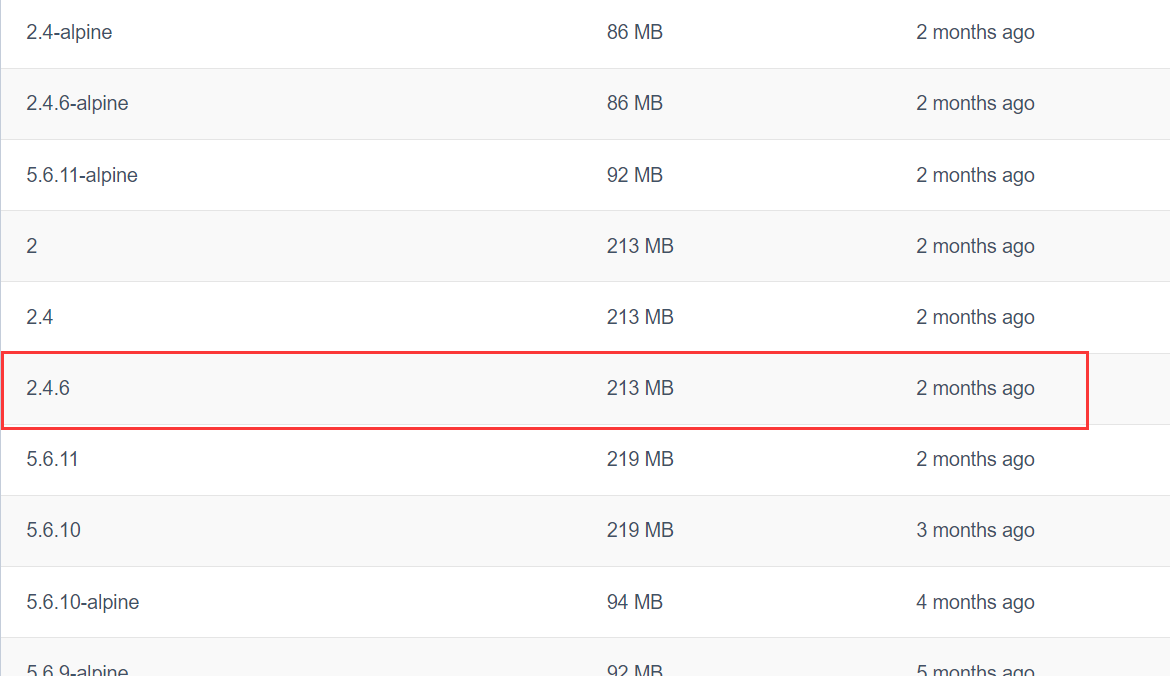 2.4-alpine 86 MB 2 months ago
2.4.6-alpine 86 MB 2 months ago
5.6.11-alpine 92 MB 2 months ago
2 213 MB 2 months ago
2.4 213 MB 2 months ago
2.4.6 213 MB 2 months ago
5.6.11 219 MB 2 months ago
5.6.10 219 MB 3 months ago
5.6.10-alpine 94 MB 4 months ago
5.6.9-alpine 92 MB 5 months ago